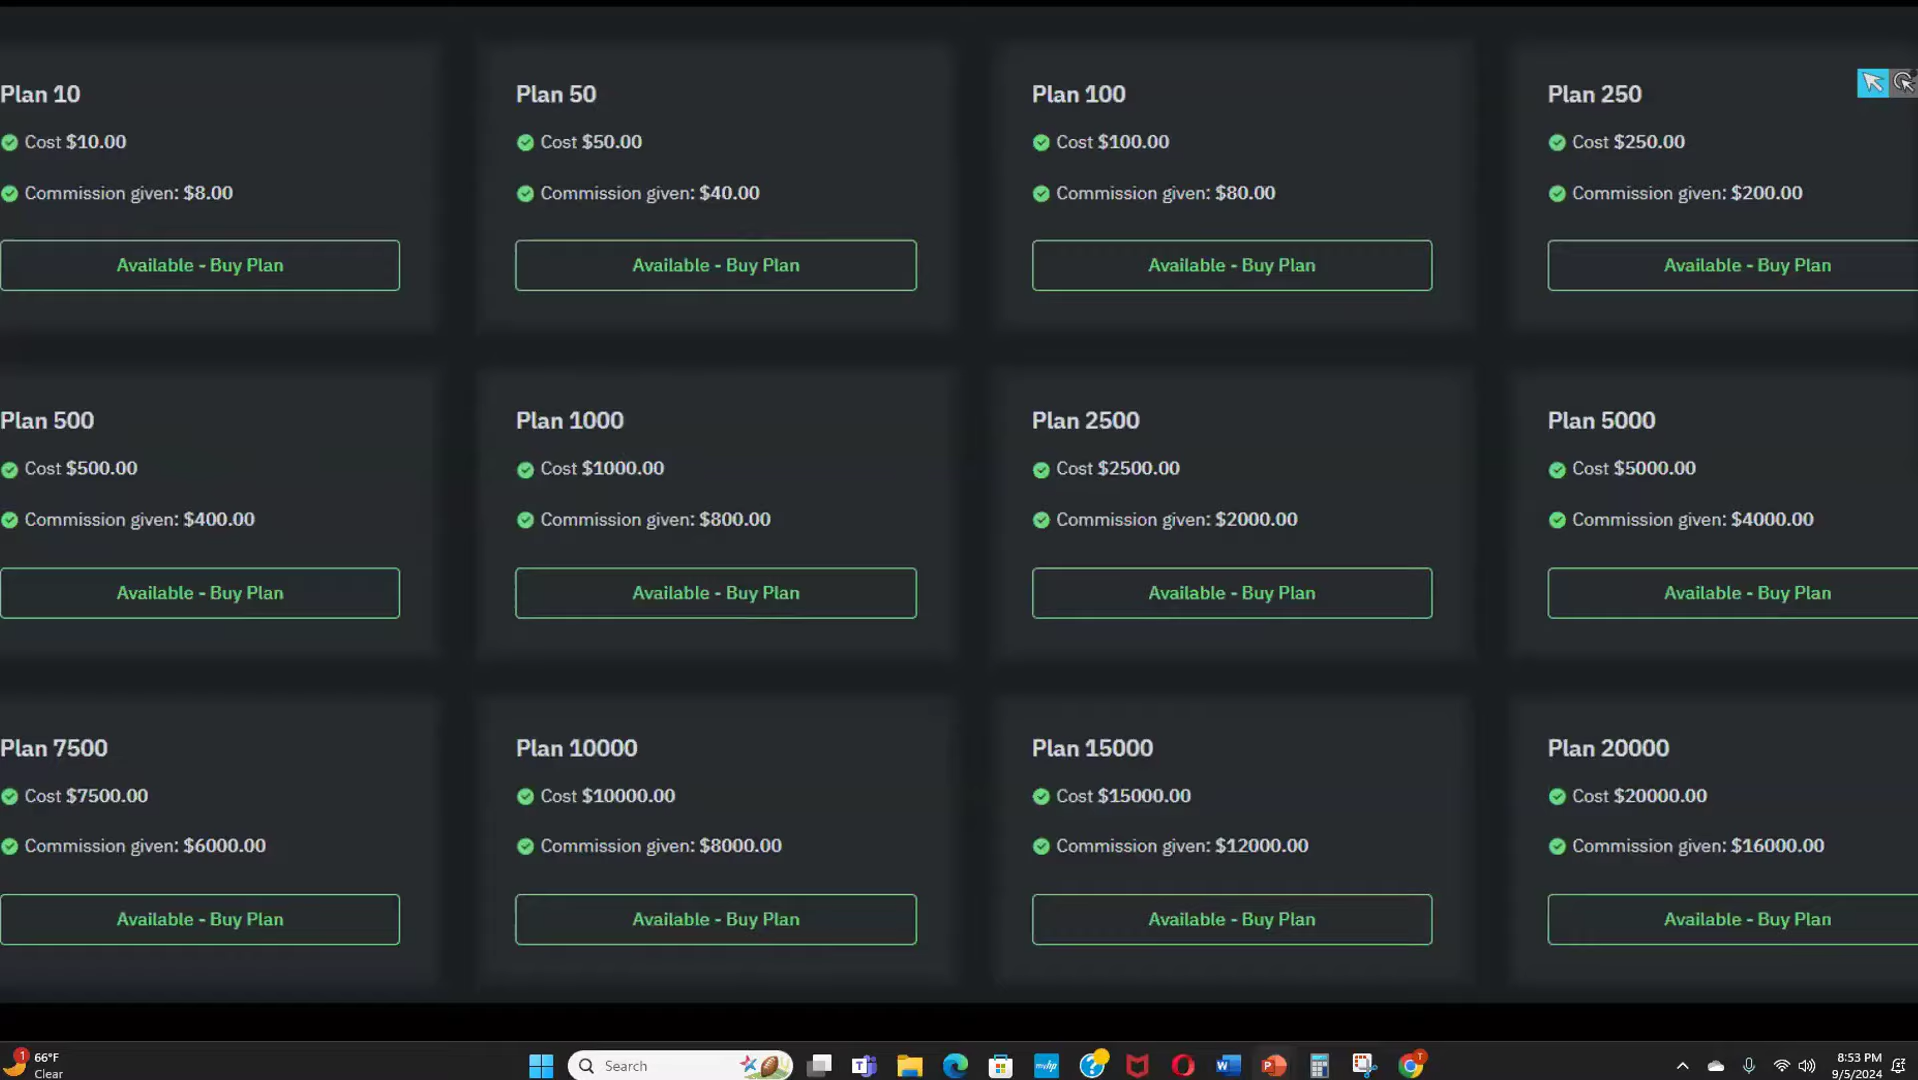 Plan 10
Cost $10.00
Commission given: $8.00
Available - Buy Plan
Plan 50
Cost $50.00
Commission given: $40.00
Available - Buy Plan
Plan 100
Cost $100.00
Commission given: $80.00
Available - Buy Plan
Plan 250
Cost $250.00
Commission given: $200.00
Available - Buy Plan
Plan 500
Cost $500.00
Commission given: $400.00
Available - Buy Plan
Plan 1000
Cost $1000.00
Commission given: $800.00
Available - Buy Plan
Plan 2500
Cost $2500.00
Commission given: $2000.00
Available - Buy Plan
Plan 5000
Cost $5000.00
Commission given: $4000.00
Available - Buy Plan
Plan 7500
Cost $7500.00
Commission given: $6000.00
Available - Buy Plan
Plan 10000
Cost $10000.00
Commission given: $8000.00
Available - Buy Plan
Plan 15000
Cost $15000.00
Commission given: $12000.00
Available - Buy Plan
Plan 20000
Cost $20000.00
Commission given: $16000.00
Available - Buy Plan
1
66°F
Clear
Search
myhp
8:53 PM
9/5/2024